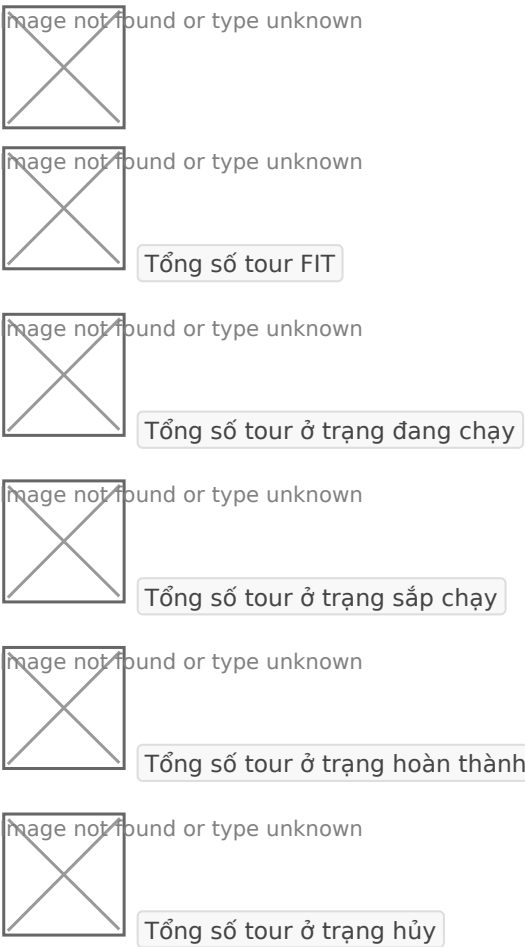 Image not found or type unknown
Image not found or type unknown
Tổng số tour FIT
Image not found or type unknown
Tổng số tour ở trạng đang chạy
Image not found or type unknown
Tổng số tour ở trạng sắp chạy
Image not found or type unknown
Tổng số tour ở trạng hoàn thành
Image not found or type unknown
Tổng số tour ở trạng hủy